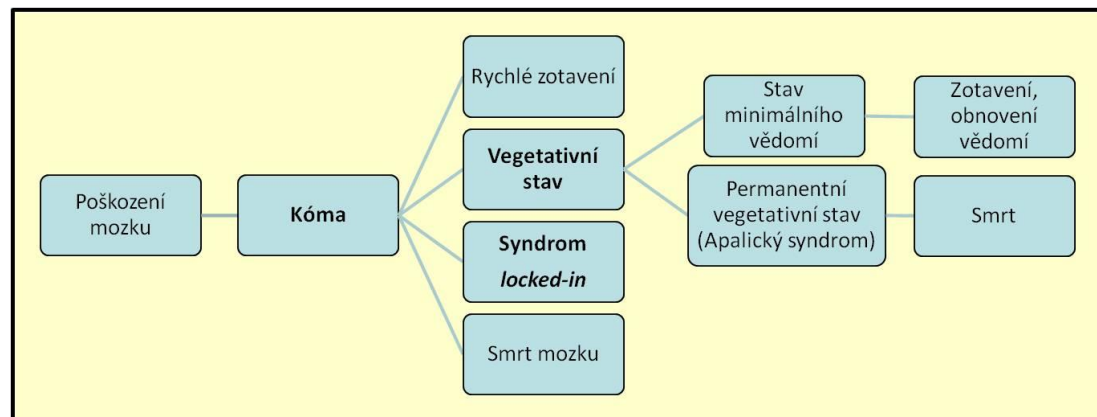 Poškození
mozku
Kóma
Rychlé zotavení
Vegetativní
stav
Syndrom
locked-in
Smrt mozku
Stav
minimálního
vědomí
Permanentní
vegetativní stav
(Apalický syndrom)
Zotavení,
obnovení
vědomí
Smrt